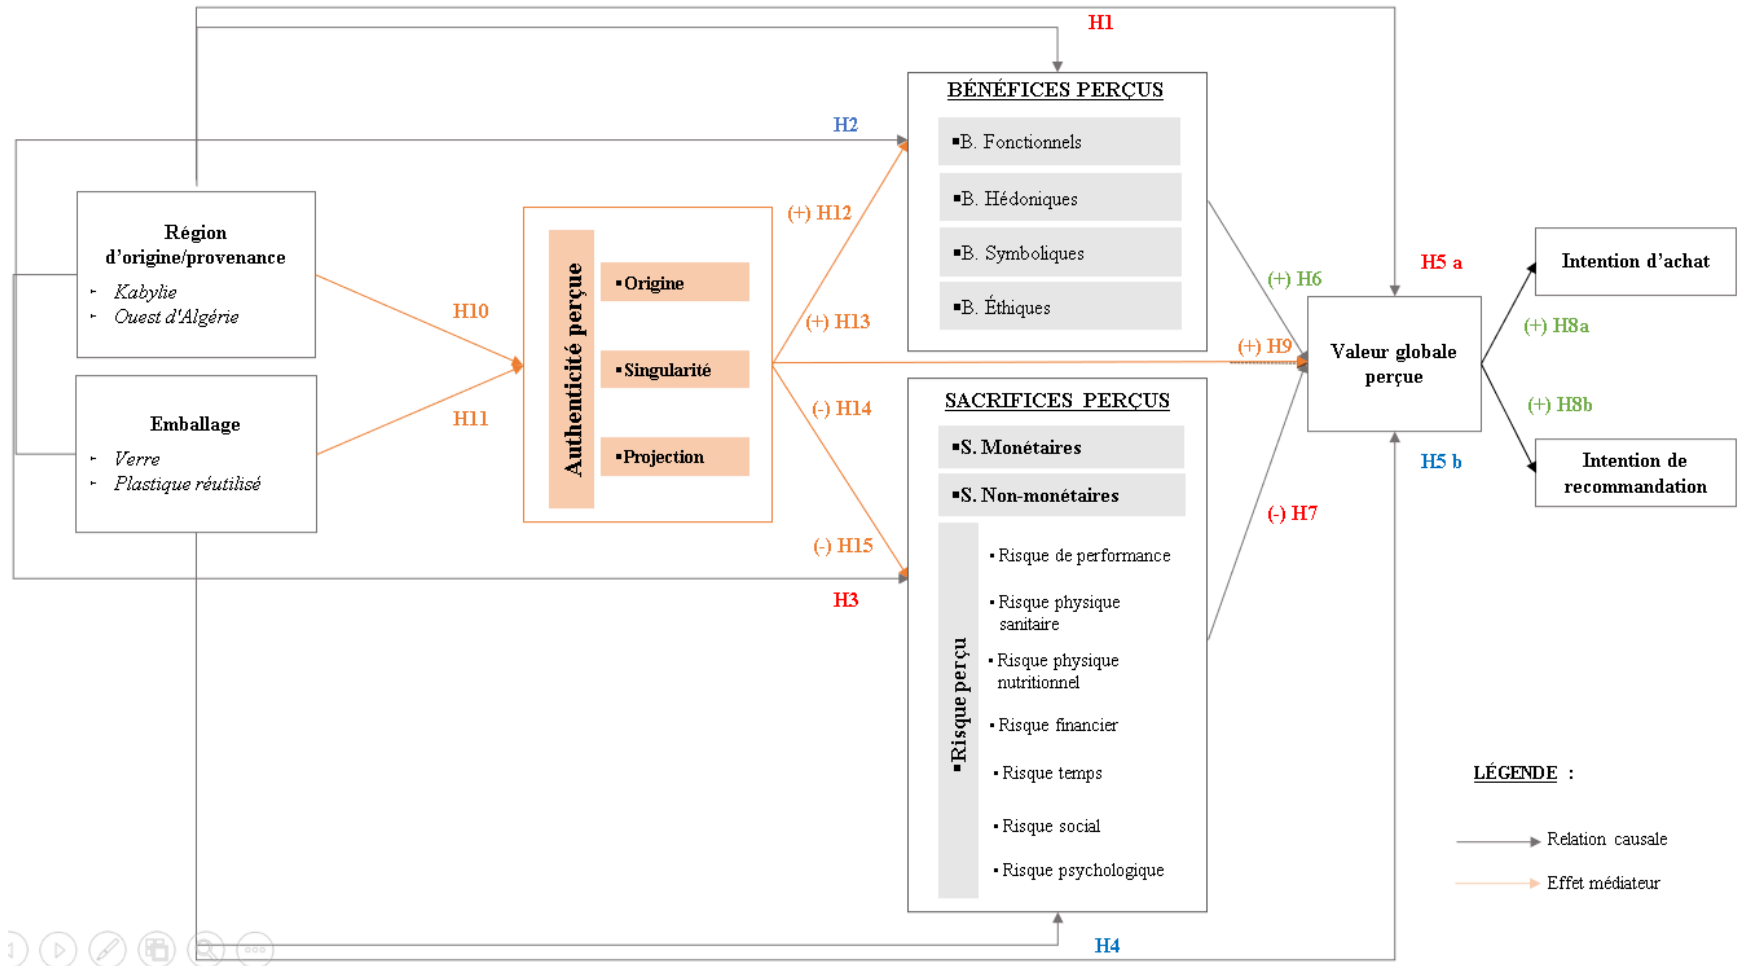 H1
H2
Région
d'origine/provenance
Kabylie
Ouest d'Algérie
Emballage
Verre
Plastique réutilisé
H10
H11
Authenticité perçue
▪Origine
▪Singularité
▪Projection
(+) H12
(+) H13
(-) H14
(-) H15
H3
BÉNÉFICES PERÇUS
▪B. Fonctionnels
▪B. Hédoniques
▪B. Symboliques
▪B. Éthiques
SACRIFICES PERÇUS
▪S. Monétaires
▪S. Non-monétaires
▪Risque perçu
▪ Risque de performance
▪ Risque physique
sanitaire
▪ Risque physique
nutritionnel
▪ Risque financier
▪ Risque temps
▪ Risque social
▪ Risque psychologique
H4
(+) H6
(+) H9
(-) H7
H5 a
Valeur globale
perçue
H5 b
Intention d'achat
(+) H8a
(+) H8b
Intention de
recommandation
LÉGENDE :
Relation causale
Effet médiateur